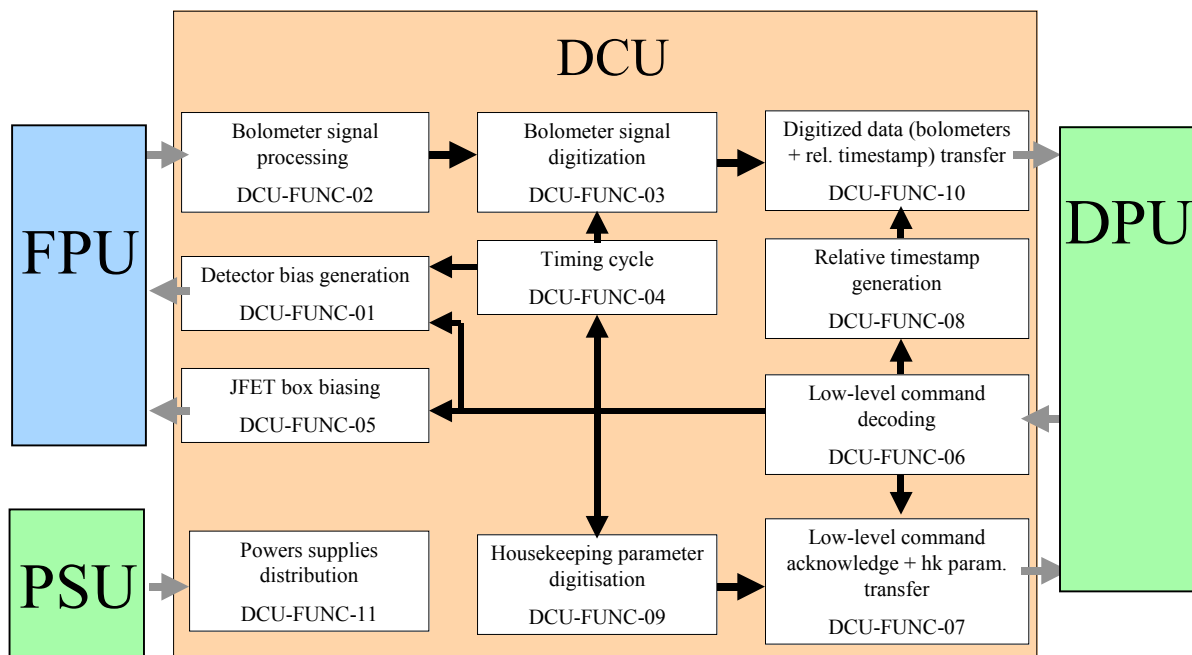 DCU
FPU
PSU
DPU
Bolometer signal
processing
DCU-FUNC-02
Bolometer signal
digitization
DCU-FUNC-03
Digitized data (bolometers
+ rel. timestamp) transfer
DCU-FUNC-10
Detector bias generation
DCU-FUNC-01
Timing cycle
DCU-FUNC-04
Relative timestamp
generation
DCU-FUNC-08
JFET box biasing
DCU-FUNC-05
Low-level command
decoding
DCU-FUNC-06
Powers supplies
distribution
DCU-FUNC-11
Housekeeping parameter
digitisation
DCU-FUNC-09
Low-level command
acknowledge + hk param.
transfer
DCU-FUNC-07